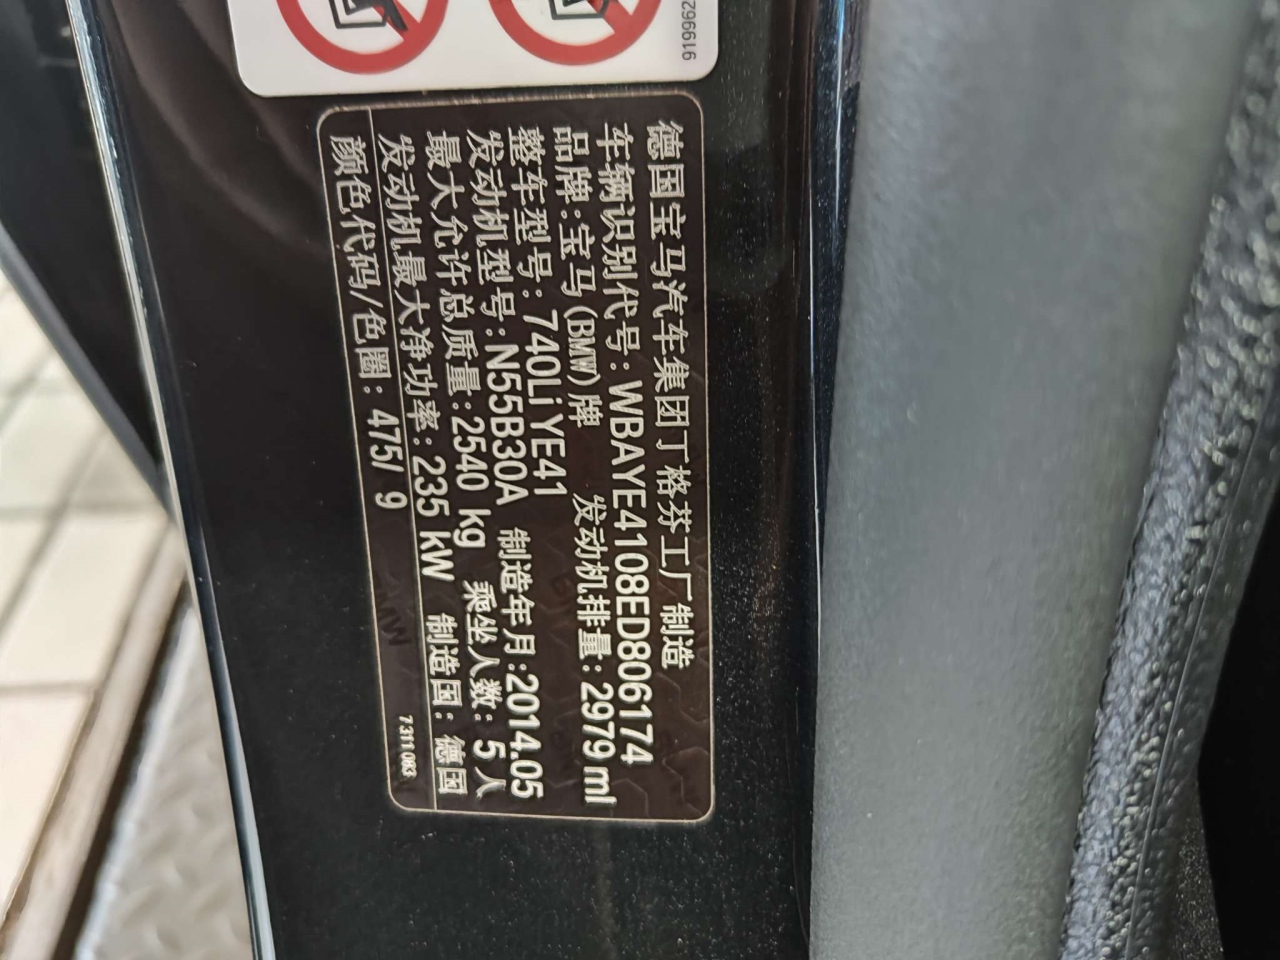 919962
德国宝马汽车集团丁格芬工厂制造
车辆识别代号:WBAYE4108ED806174
品牌:宝马(BMW)牌 发动机排量:2979ml
整车型号:740Li YE41
发动机型号:N55B30A 制造年月:2014.05
最大允许总质量:2540 kg 乘坐人数:5人
发动机最大净功率:235 kW 制造国:德国
颜色代码/色圈:475/ 9
7311.083